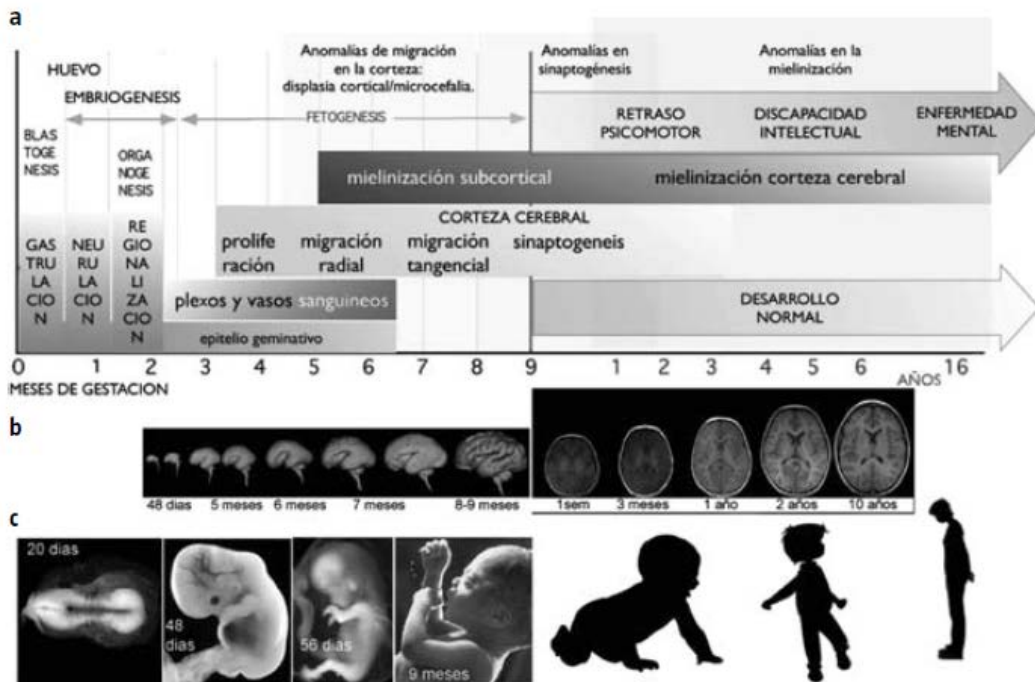 a
Anomalías de migración
en la corteza:
displasia cortical/microcefalia.
Anomalías en
sinaptogénesis
Anomalías en la
mielinización
HUEVO
EMBRIOGENESIS
FETOGENESIS
RETRASO
PSICOMOTOR
DISCAPACIDAD
INTELECTUAL
ENFERMEDAD
MENTAL
BLAS
TOGE
NESIS
ORGA
NOGE
NESIS
mielinización subcortical
mielinización corteza cerebral
CORTEZA CEREBRAL
prolife
ración
migración
radial
migración
tangencial
sinaptogeneis
GAS
TRU
LA
CIO
N
NEU
RU
LA
CIO
N
RE
GIO
NA
LI
ZA
CIO
N
plexos y vasos sanguineos
epitelio geminativo
DESARROLLO
NORMAL
0 1 2 3 4 5 6 7 8 9 1 2 4 5 6 16
MESES DE GESTACION
AÑOS
b
48 dias 5 meses 6 meses 7 meses 8-9 meses
1sem 3 meses 1 año 2 años 10 años
c
20 dias
48
dias
56 dias
9 meses